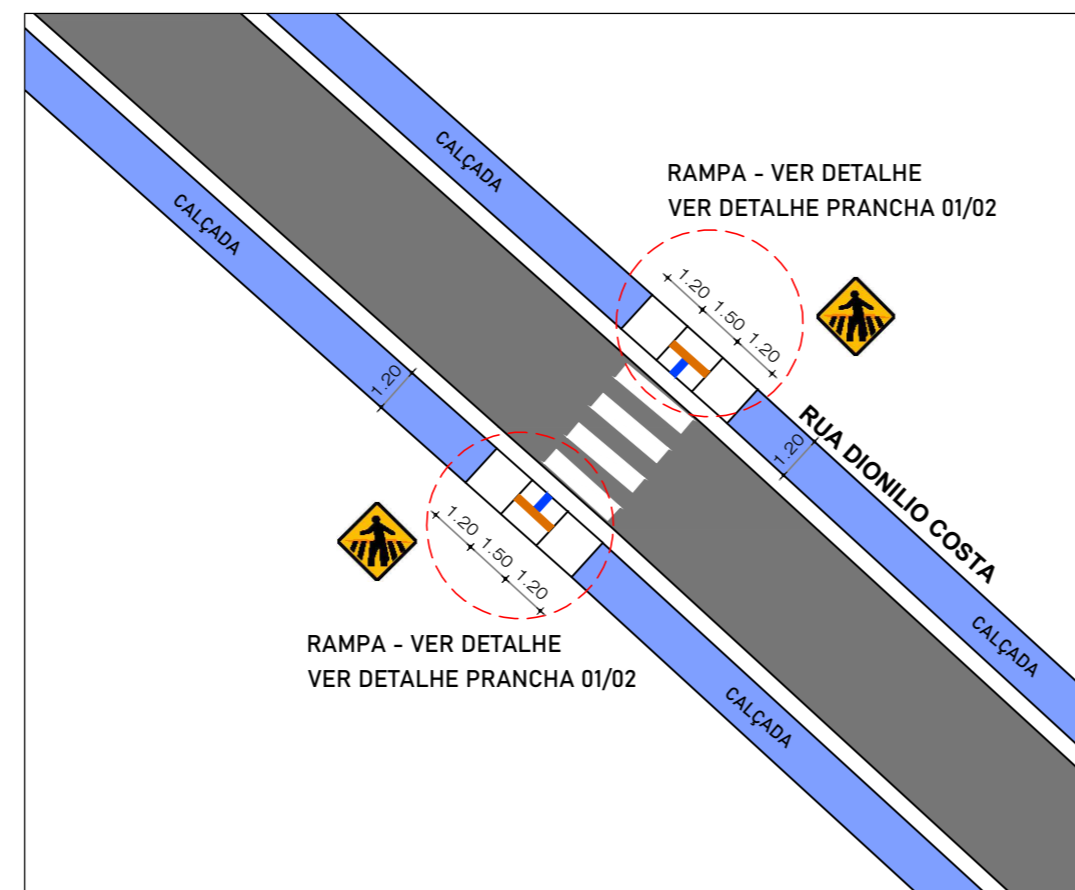 CALÇADA
RAMPA - VER DETALHE
VER DETALHE PRANCHA 01/02
CALÇADA
1.20
1.50
1.20
1.20
RUA DIONILIO COSTA
1.20
1.20
1.50
1.20
CALÇADA
RAMPA - VER DETALHE
VER DETALHE PRANCHA 01/02
CALÇADA